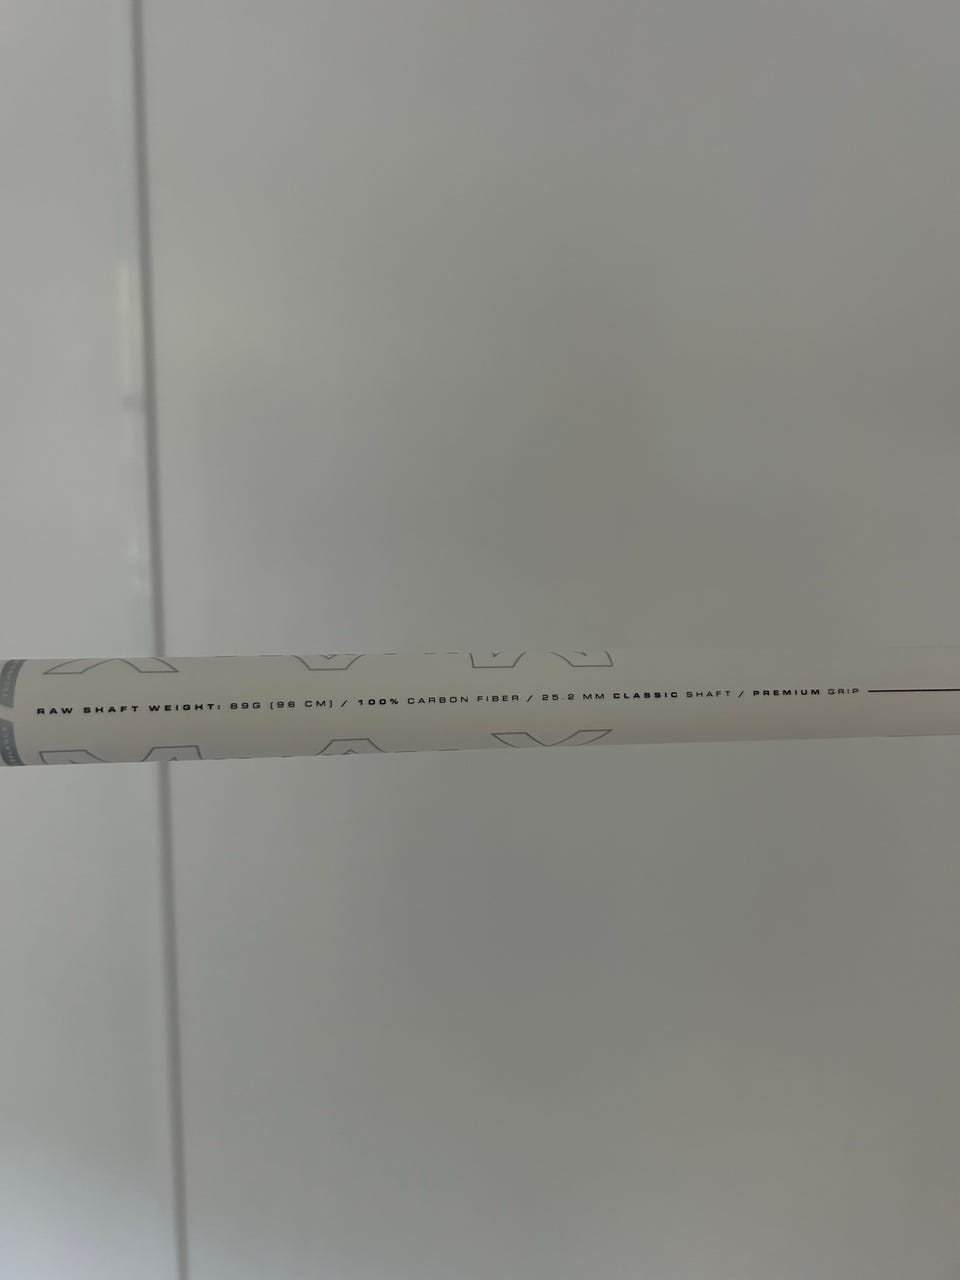 RAW SHAFT WEIGHT: 89G (96 CM) / 100% CARBON FIBER / 25.2 MM CLASSIC SHAFT / PREMIUM GRIP